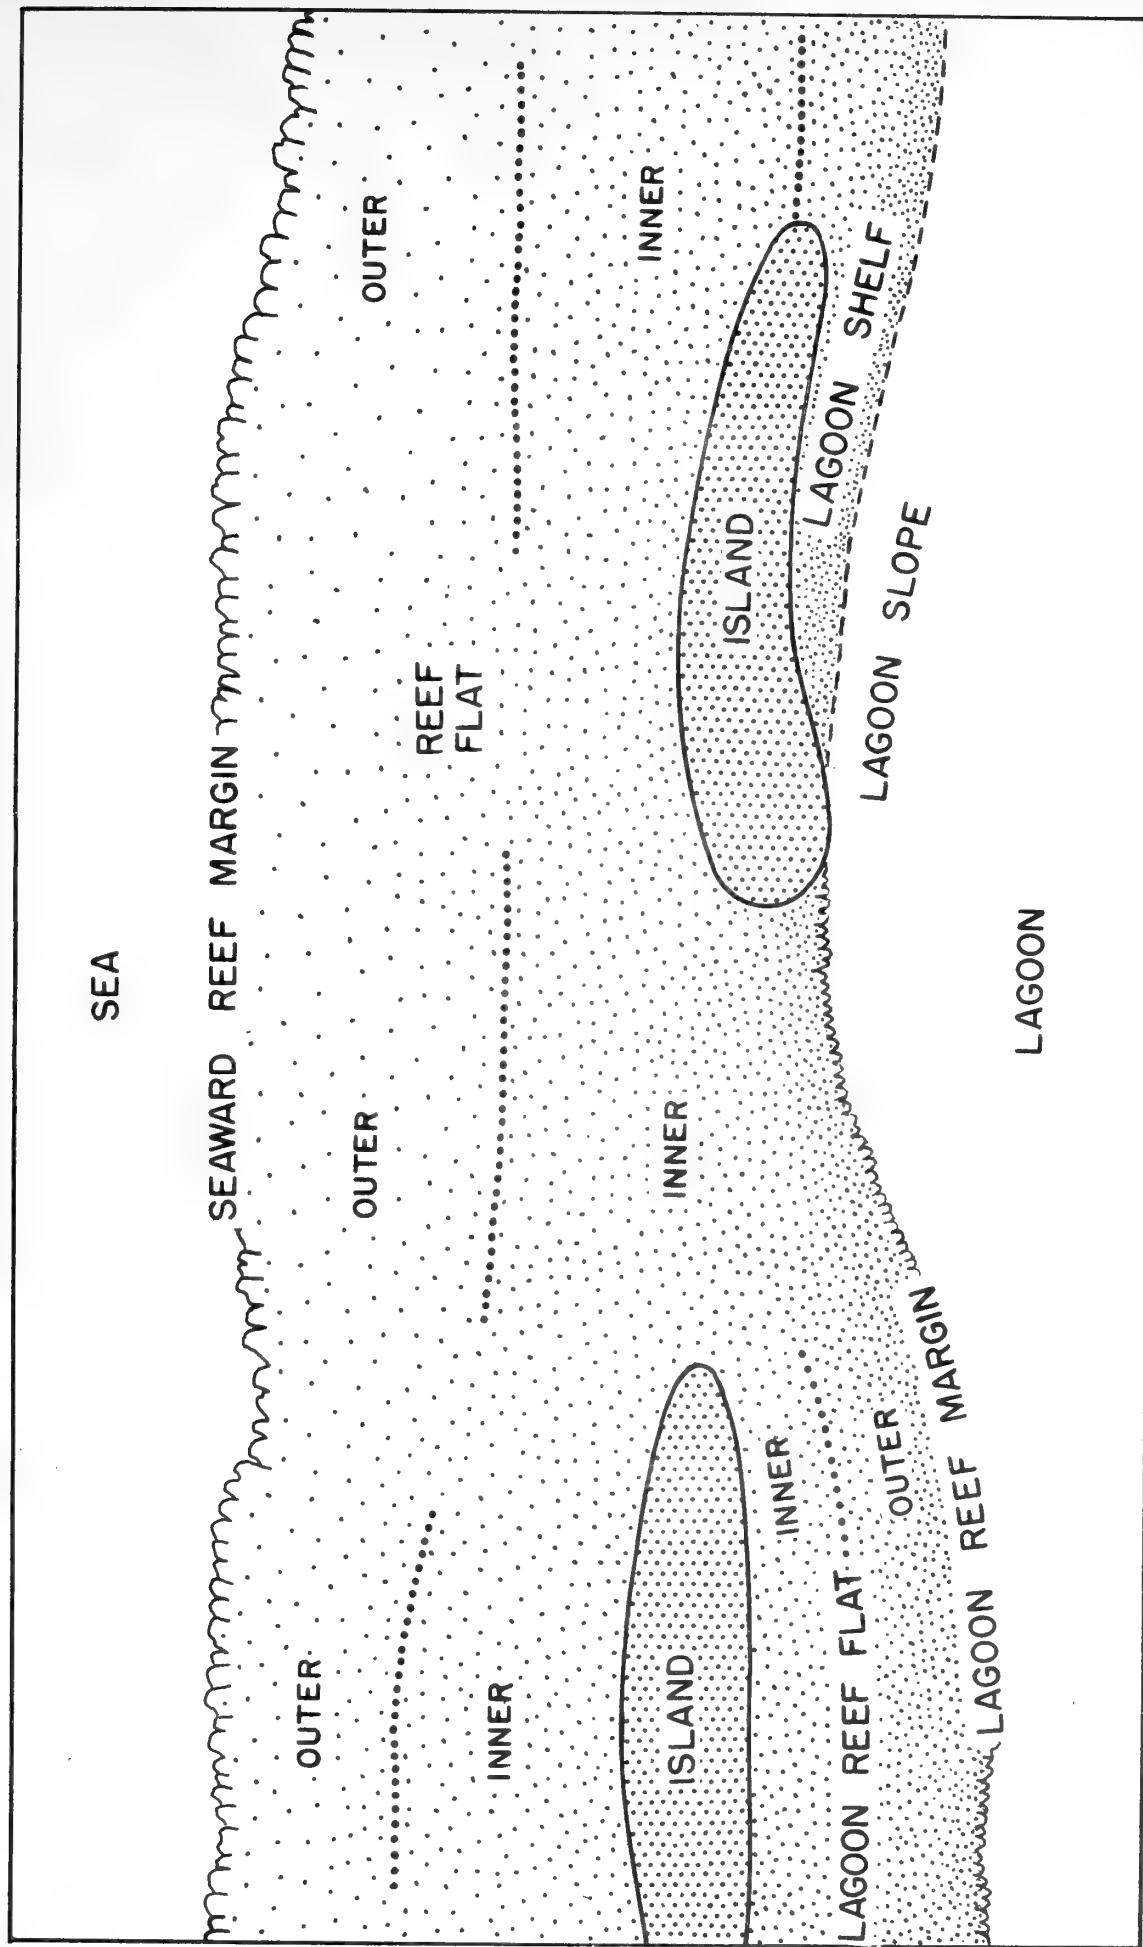 SEA
SEAWARD REEF MARGIN
OUTER
OUTER
OUTER
REEF
FLAT
INNER
INNER
INNER
ISLAND
ISLAND
INNER
LAGOON SHELF
LAGOON REEF FLAT
OUTER
LAGOON SLOPE
LAGOON REEF MARGIN
LAGOON